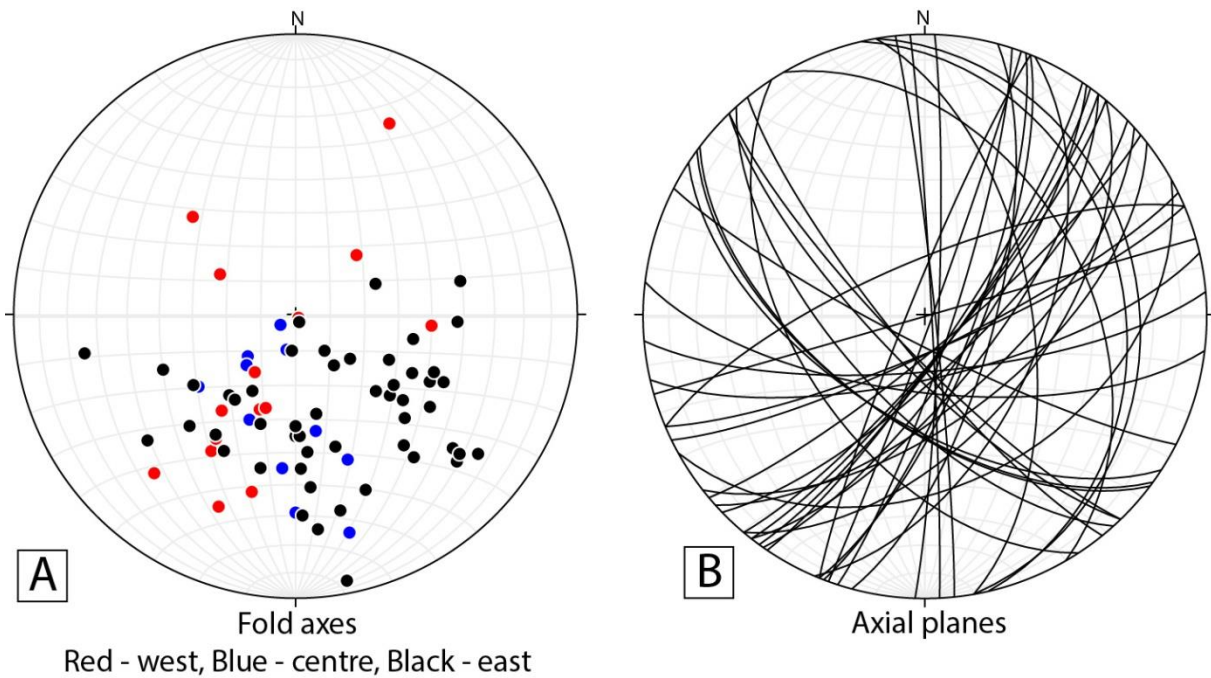 N
N
A
B
Fold axes
Axial planes
Red - west, Blue - centre, Black - east